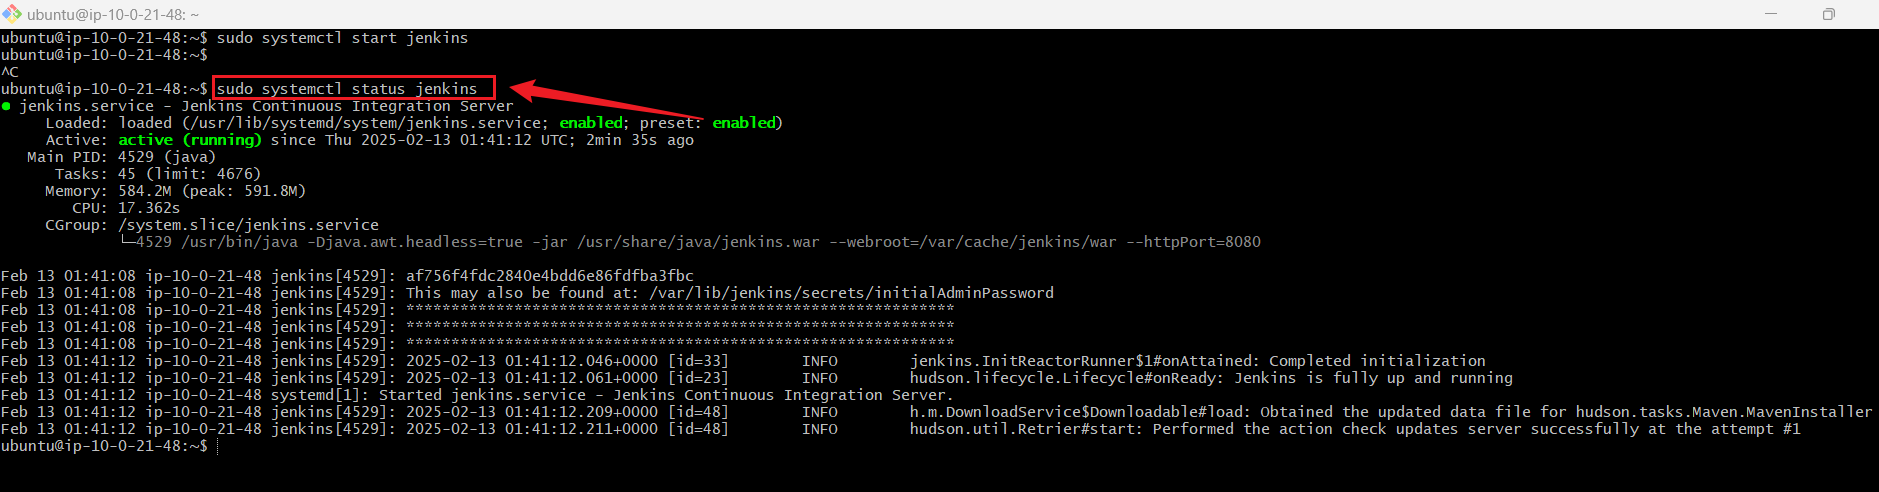 ubuntu@ip-10-0-21-48: ~
ubuntu@ip-10-0-21-48:~$ sudo systemctl start jenkins
ubuntu@ip-10-0-21-48:~$
^C
ubuntu@ip-10-0-21-48:~$ sudo systemctl status jenkins
● jenkins.service - Jenkins Continuous Integration Server
     Loaded: loaded (/usr/lib/systemd/system/jenkins.service; enabled; preset: enabled)
     Active: active (running) since Thu 2025-02-13 01:41:12 UTC; 2min 35s ago
   Main PID: 4529 (java)
      Tasks: 45 (limit: 4676)
     Memory: 584.2M (peak: 591.8M)
        CPU: 17.362s
     CGroup: /system.slice/jenkins.service
             └─4529 /usr/bin/java -Djava.awt.headless=true -jar /usr/share/java/jenkins.war --webroot=/var/cache/jenkins/war --httpPort=8080
Feb 13 01:41:08 ip-10-0-21-48 jenkins[4529]: af756f4fdc2840e4bdd6e86fdfba3fbc
Feb 13 01:41:08 ip-10-0-21-48 jenkins[4529]: This may also be found at: /var/lib/jenkins/secrets/initialAdminPassword
Feb 13 01:41:08 ip-10-0-21-48 jenkins[4529]: *************************************************************
Feb 13 01:41:08 ip-10-0-21-48 jenkins[4529]: *************************************************************
Feb 13 01:41:08 ip-10-0-21-48 jenkins[4529]: *************************************************************
Feb 13 01:41:12 ip-10-0-21-48 jenkins[4529]: 2025-02-13 01:41:12.046+0000 [id=33]        INFO        jenkins.InitReactorRunner$1#onAttained: Completed initialization
Feb 13 01:41:12 ip-10-0-21-48 jenkins[4529]: 2025-02-13 01:41:12.061+0000 [id=23]        INFO        hudson.lifecycle.Lifecycle#onReady: Jenkins is fully up and running
Feb 13 01:41:12 ip-10-0-21-48 systemd[1]: Started jenkins.service - Jenkins Continuous Integration Server.
Feb 13 01:41:12 ip-10-0-21-48 jenkins[4529]: 2025-02-13 01:41:12.209+0000 [id=48]        INFO        h.m.DownloadService$Downloadable#load: Obtained the updated data file for hudson.tasks.Maven.MavenInstaller
Feb 13 01:41:12 ip-10-0-21-48 jenkins[4529]: 2025-02-13 01:41:12.211+0000 [id=48]        INFO        hudson.util.Retrier#start: Performed the action check updates server successfully at the attempt #1
ubuntu@ip-10-0-21-48:~$